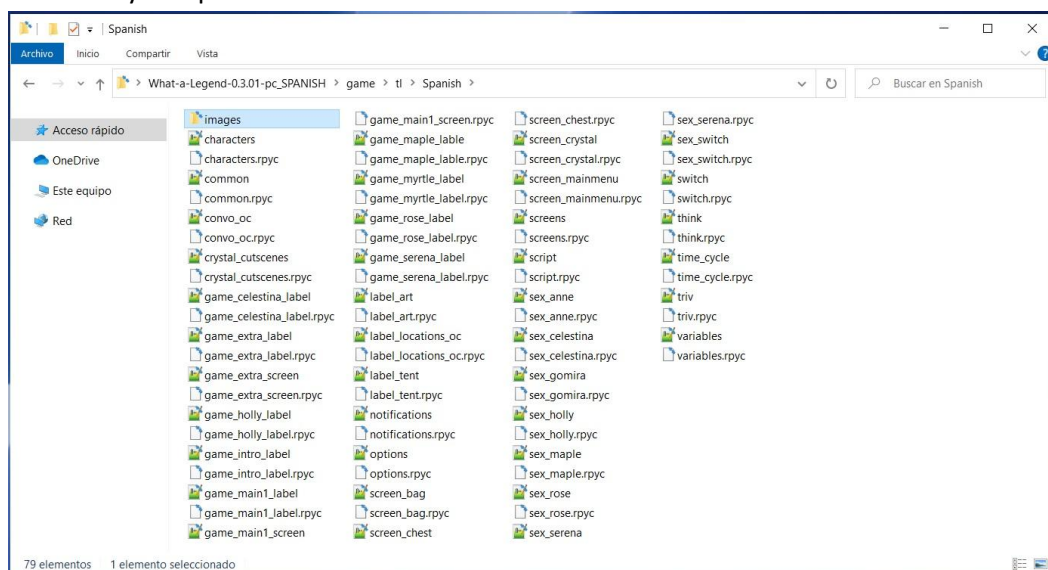 Spanish
Archivo Inicio Compartir Vista
What-a-Legend-0.3.01-pc_SPANISH > game > tl > Spanish >
Buscar en Spanish
Acceso rápido
OneDrive
Este equipo
Red
images
characters
characters.rpyc
common
common.rpyc
convo_oc
convo_oc.rpyc
crystal_cutscenes
crystal_cutscenes.rpyc
game_celestina_label
game_celestina_label.rpyc
game_extra_label
game_extra_label.rpyc
game_extra_screen
game_extra_screen.rpyc
game_holly_label
game_holly_label.rpyc
game_intro_label
game_intro_label.rpyc
game_main1_label
game_main1_label.rpyc
game_main1_screen
game_main1_screen.rpyc
game_maple_lable
game_maple_lable.rpyc
game_myrtle_label
game_myrtle_label.rpyc
game_rose_label
game_rose_label.rpyc
game_serena_label
game_serena_label.rpyc
label_art
label_art.rpyc
label_locations_oc
label_locations_oc.rpyc
label_tent
label_tent.rpyc
notifications
notifications.rpyc
options
options.rpyc
screen_bag
screen_bag.rpyc
screen_chest
screen_chest.rpyc
screen_crystal
screen_crystal.rpyc
screen_mainmenu
screen_mainmenu.rpyc
screens
screens.rpyc
script
script.rpyc
sex_anne
sex_anne.rpyc
sex_celestina
sex_celestina.rpyc
sex_gomira
sex_gomira.rpyc
sex_holly
sex_holly.rpyc
sex_maple
sex_maple.rpyc
sex_rose
sex_rose.rpyc
sex_serena
sex_serena.rpyc
sex_switch
sex_switch.rpyc
switch
switch.rpyc
think
think.rpyc
time_cycle
time_cycle.rpyc
triv
triv.rpyc
variables
variables.rpyc
79 elementos 1 elemento seleccionado